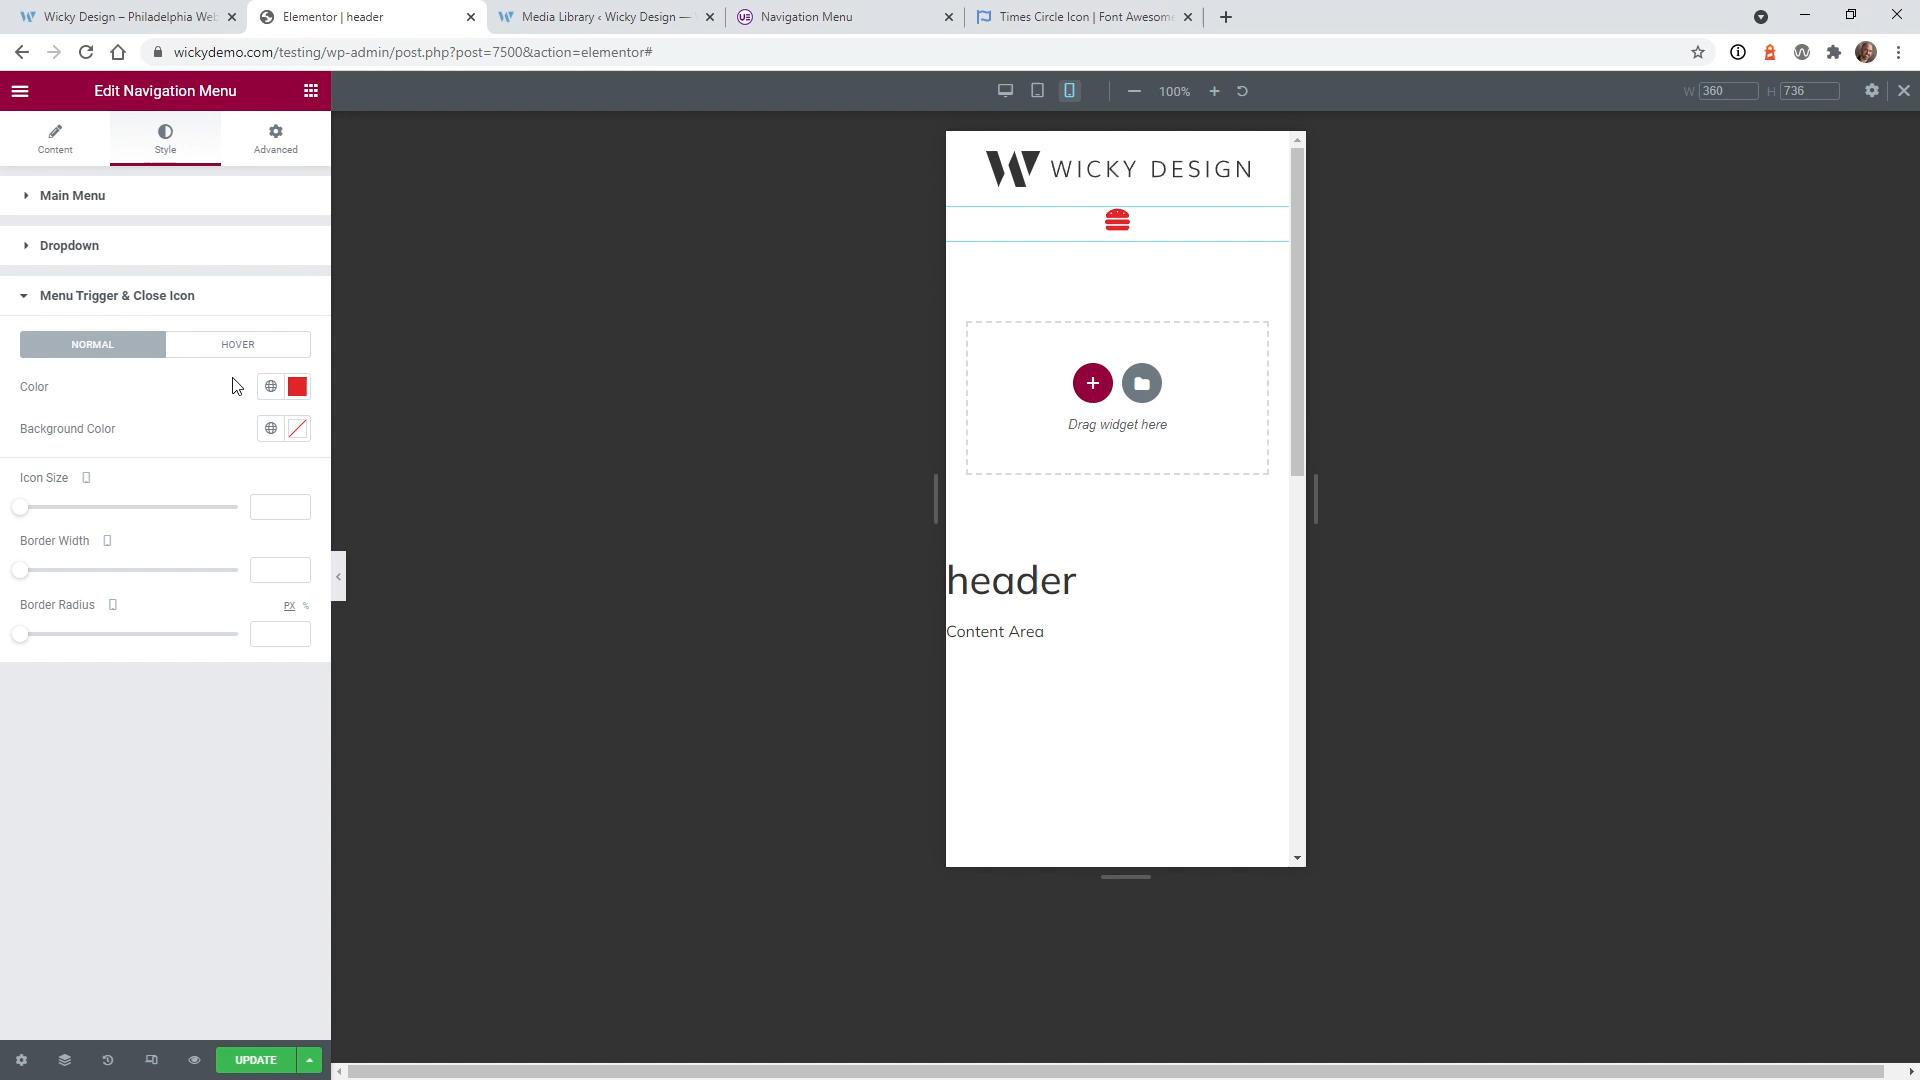 Wicky Design – Philadelphia Web
Elementor | header
Media Library ‹ Wicky Design —
Navigation Menu
Times Circle Icon | Font Awesome
wickydemo.com/testing/wp-admin/post.php?post=7500&action=elementor#
Edit Navigation Menu
100%
W 360
H 736
Content
Style
Advanced
Main Menu
Dropdown
Menu Trigger & Close Icon
NORMAL
HOVER
Color
Background Color
Icon Size
Border Width
Border Radius
PX %
UPDATE
WICKY DESIGN
Drag widget here
header
Content Area